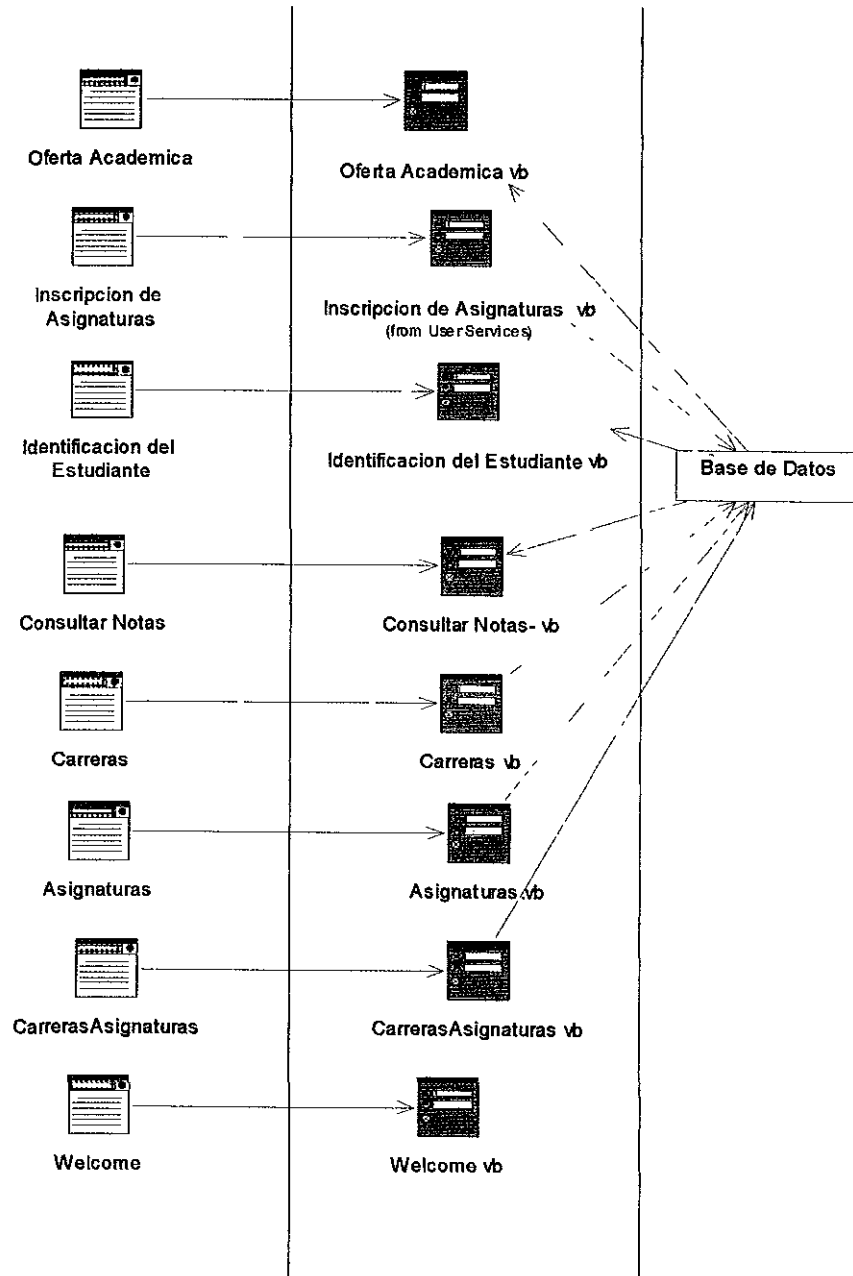 Oferta Academica
Oferta Academica vb
Inscripcion de
Asignaturas
Inscripcion de Asignaturas vb
(from User Services)
Identificacion del
Estudiante
Identificacion del Estudiante vb
Base de Datos
Consultar Notas
Consultar Notas- vb
Carreras
Carreras vb
Asignaturas
Asignaturas.vb
CarrerasAsignaturas
CarrerasAsignaturas vb
Welcome
Welcome vb